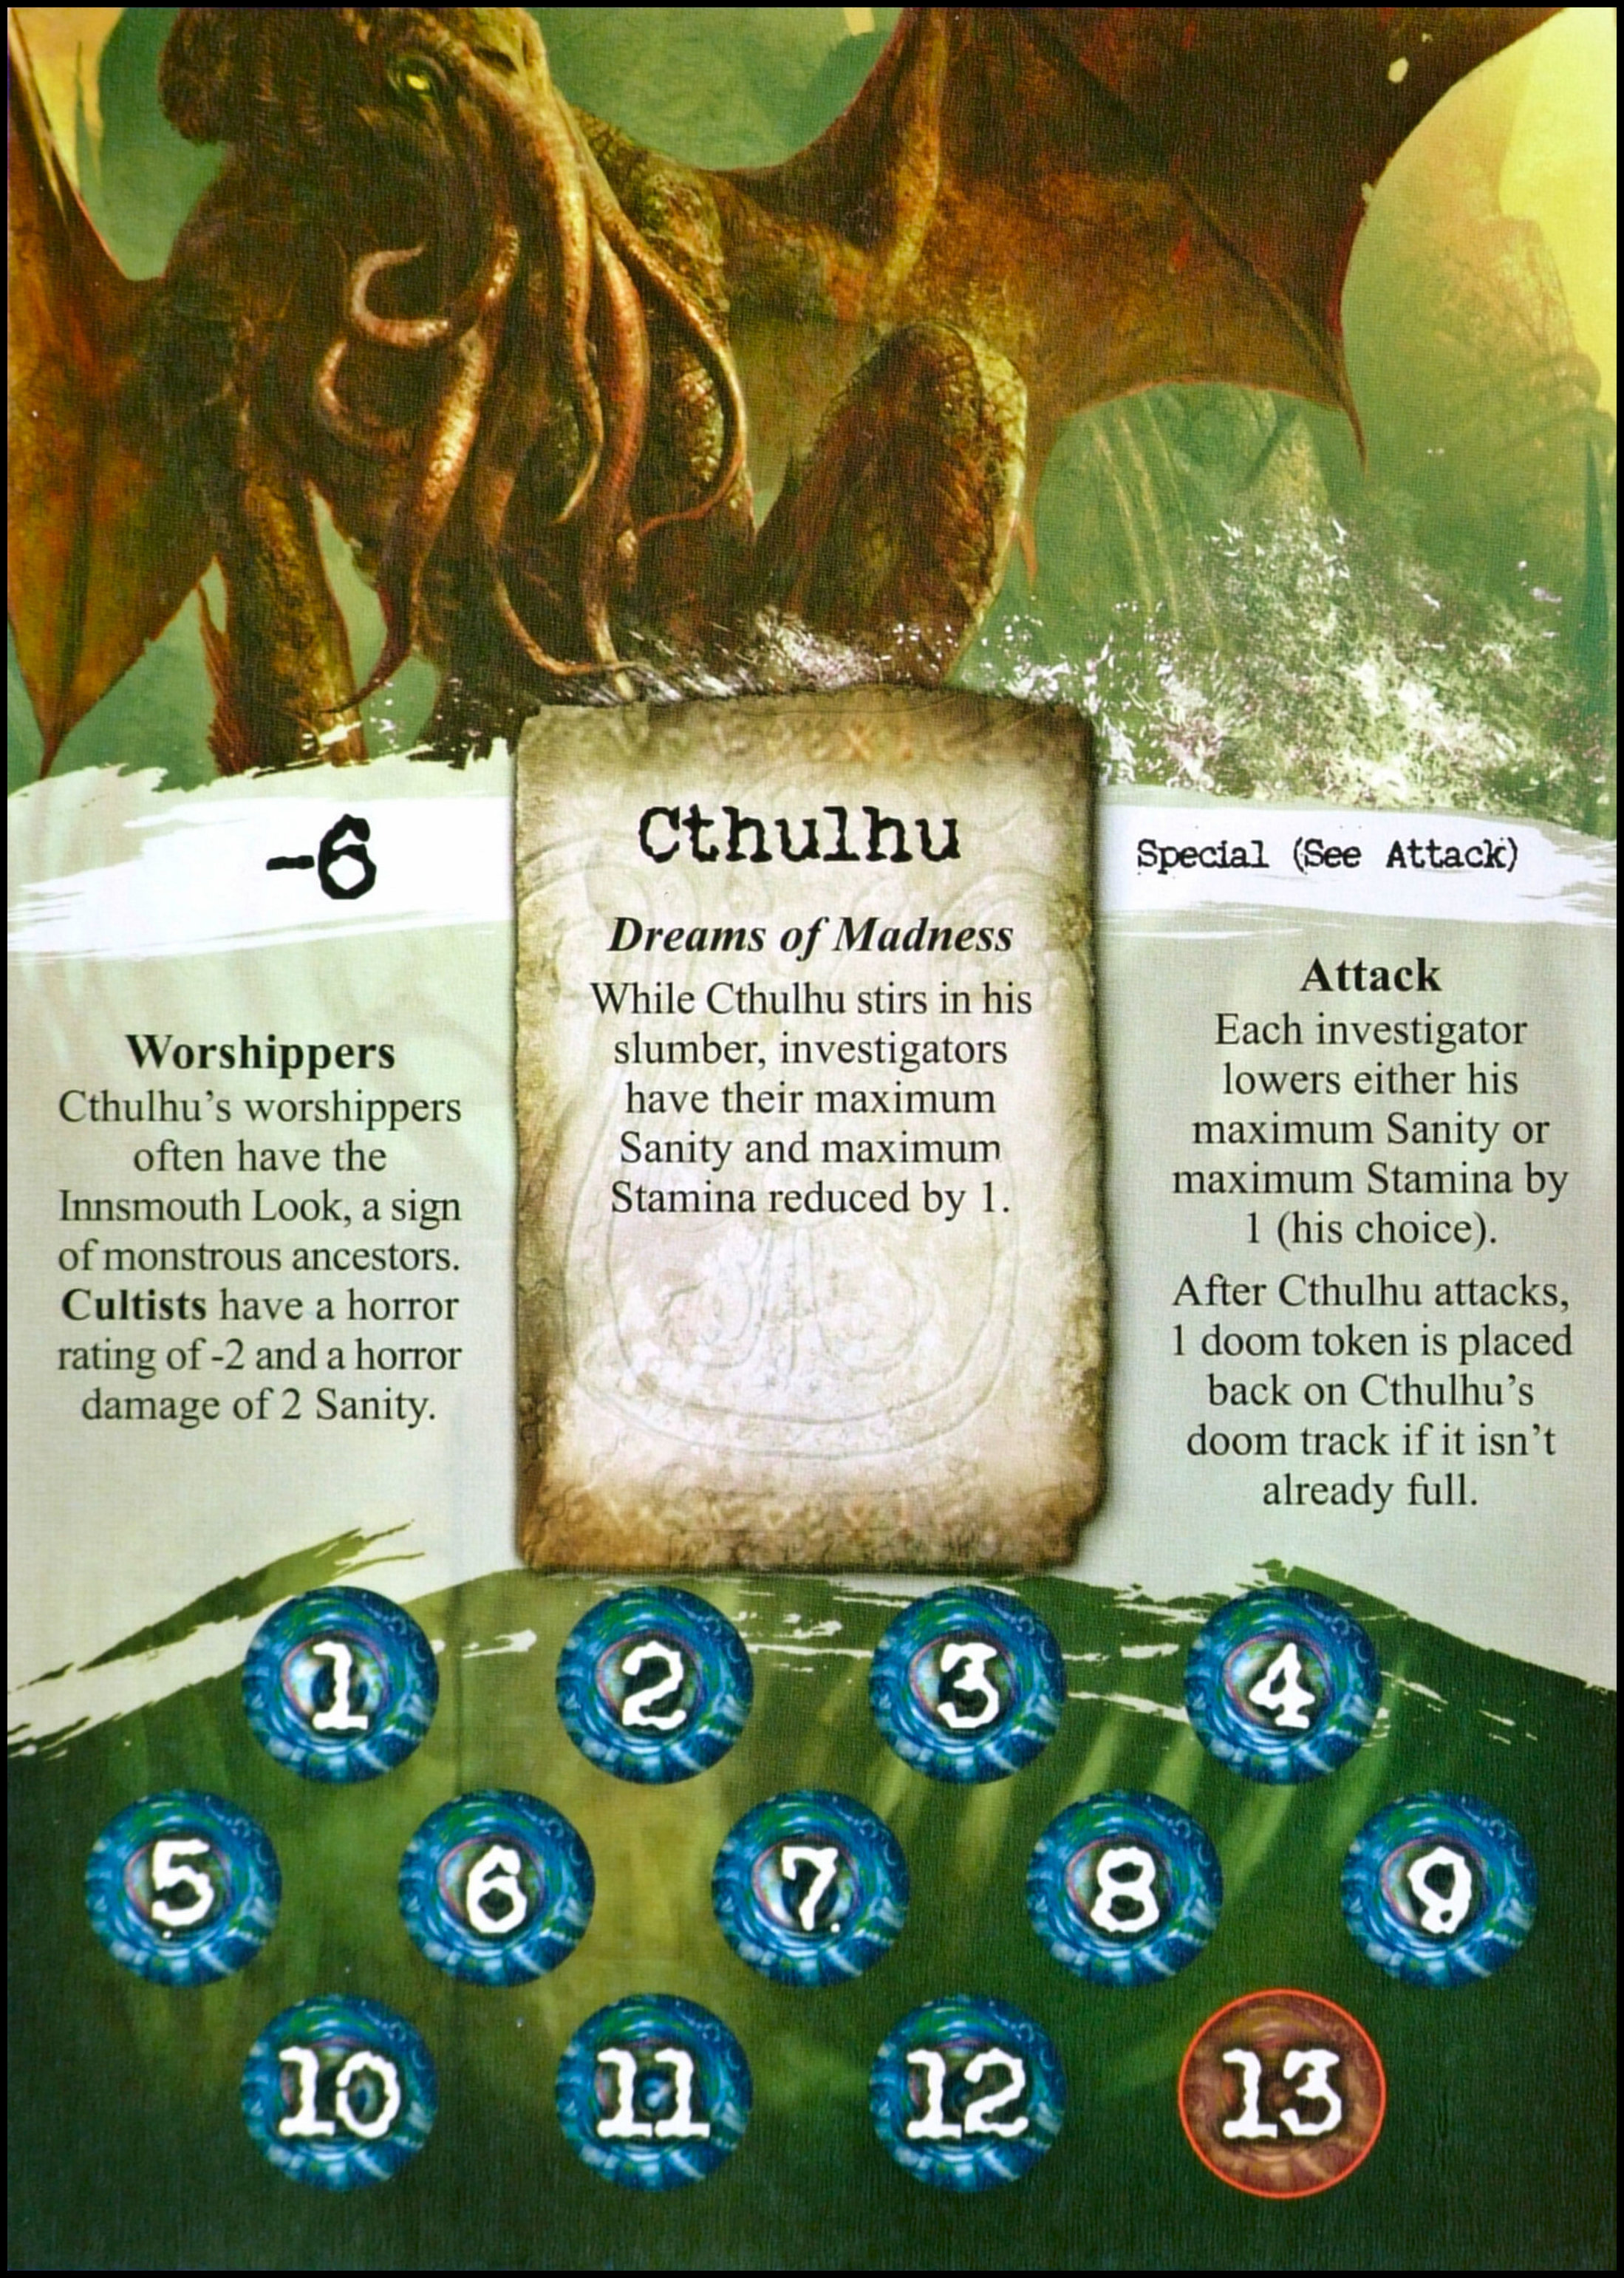 -6
Cthulhu
Special (See Attack)
Worshippers
Cthulhu's worshippers
often have the
Innsmouth Look, a sign
of monstrous ancestors.
Cultists have a horror
rating of -2 and a horror
damage of 2 Sanity.
Dreams of Madness
While Cthulhu stirs in his
slumber, investigators
have their maximum
Sanity and maximum
Stamina reduced by 1.
Attack
Each investigator
lowers either his
maximum Sanity or
maximum Stamina by
1 (his choice).
After Cthulhu attacks,
1 doom token is placed
back on Cthulhu's
doom track if it isn't
already full.
1 2 3 4
5 6 7 8 9
10 11 12 13